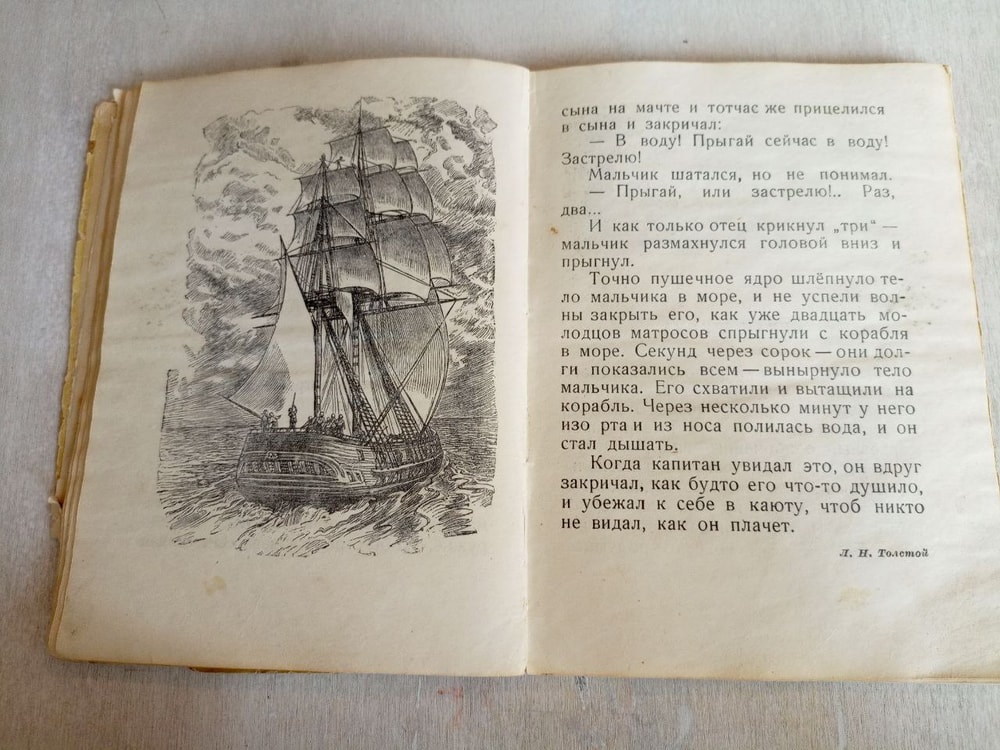 сына на мачте и тотчас же прицелился
в сына и закричал:
— В воду! Прыгай сейчас в воду!
Застрелю!
Мальчик шатался, но не понимал.
— Прыгай, или застрелю!.. Раз,
два...
И как только отец крикнул „три“ —
мальчик размахнулся головой вниз и
прыгнул.
Точно пушечное ядро шлёпнуло те-
ло мальчика в море, и не успели вол-
ны закрыть его, как уже двадцать мо-
лодцов матросов спрыгнули с корабля
в море. Секунд через сорок — они дол-
ги показались всем — вынырнуло тело
мальчика. Его схватили и вытащили на
корабль. Через несколько минут у него
изо рта и из носа полилась вода, и он
стал дышать.
Когда капитан увидал это, он вдруг
закричал, как будто его что-то душило,
и убежал к себе в каюту, чтоб никто
не видал, как он плачет.
Л. Н. Толстой